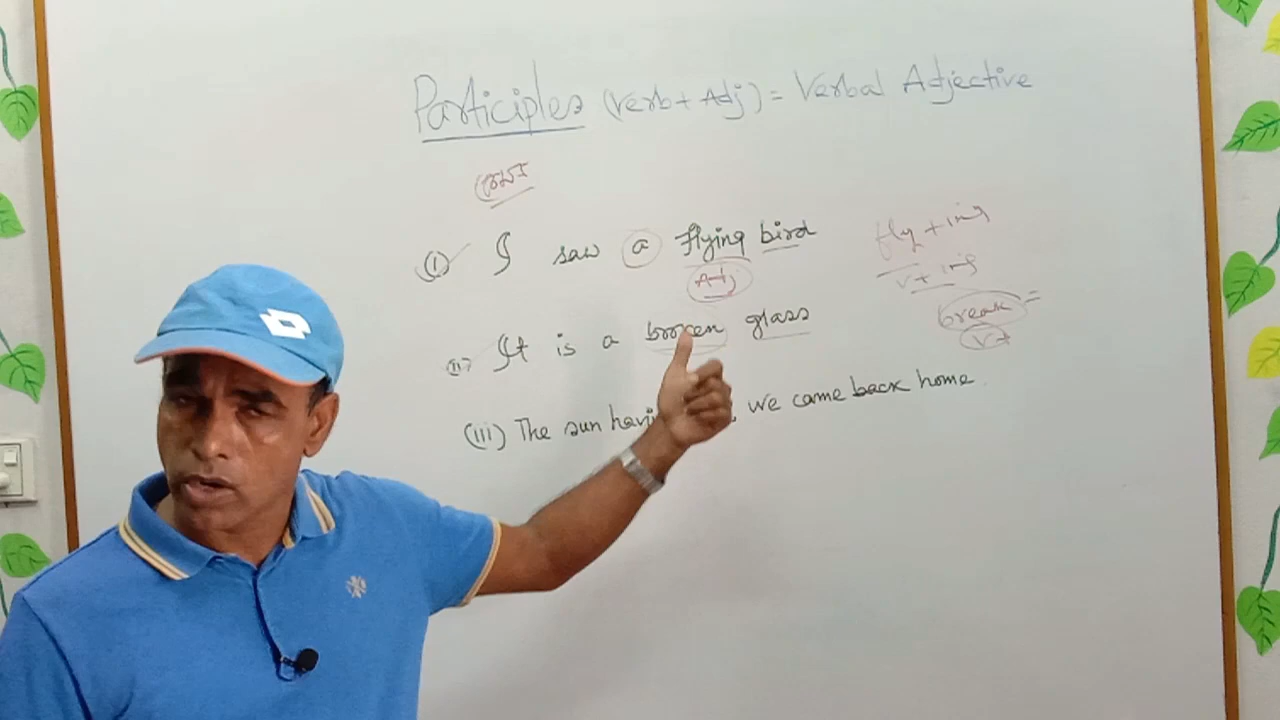 Participles (Verb + Adj) = Verbal Adjective
(i) I saw a flying bird fly + ing
Adj v + ing
(ii) It is a broken glass break =
(iii) The sun havi we came back home